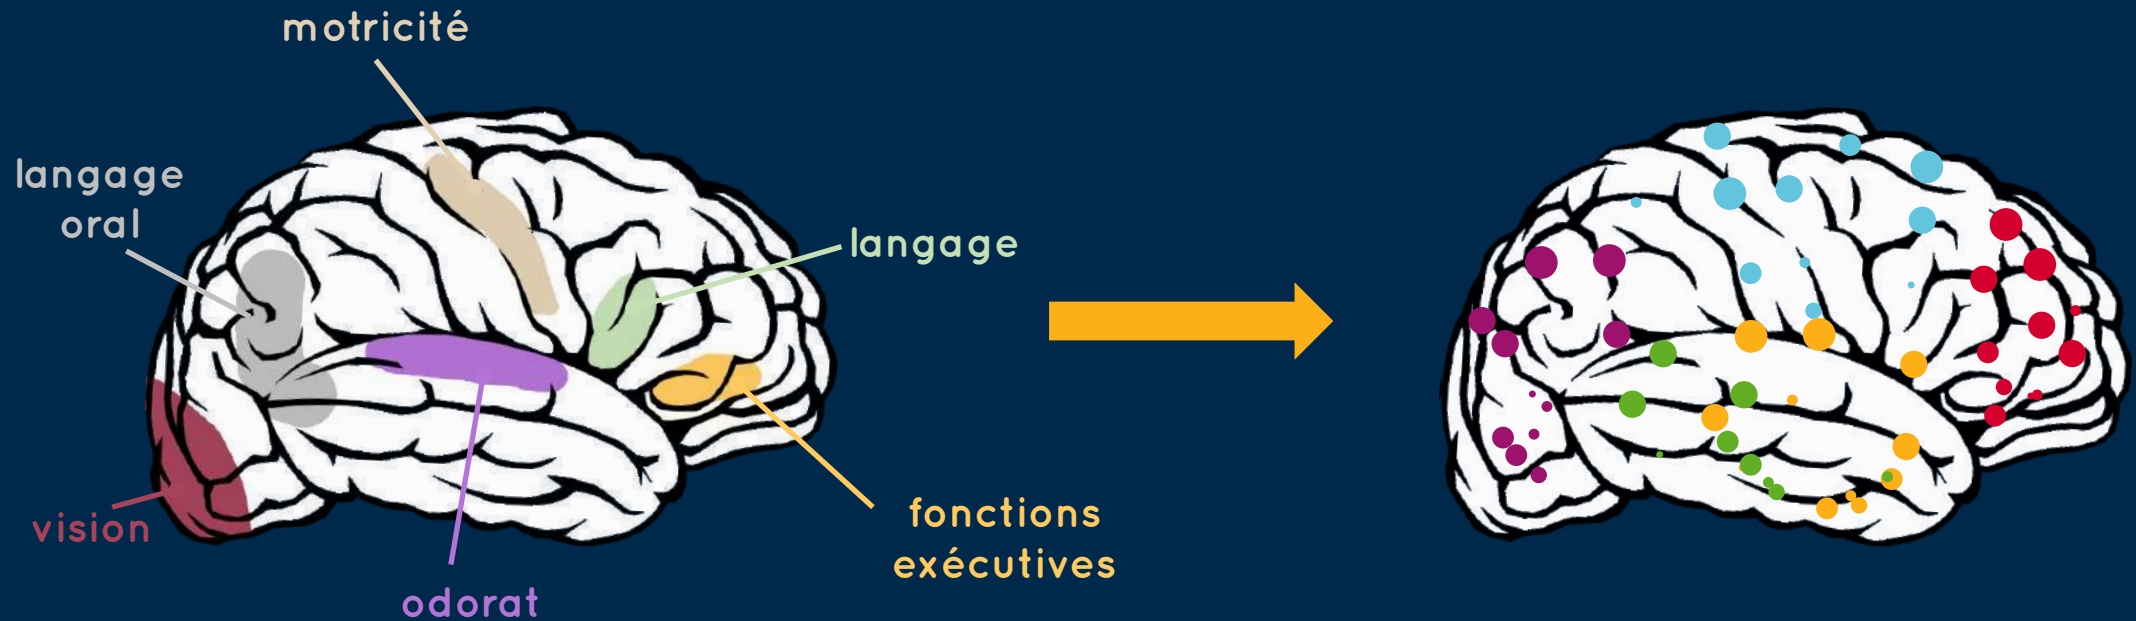 motricité
langage
oral
langage
vision
fonctions
exécutives
odorat